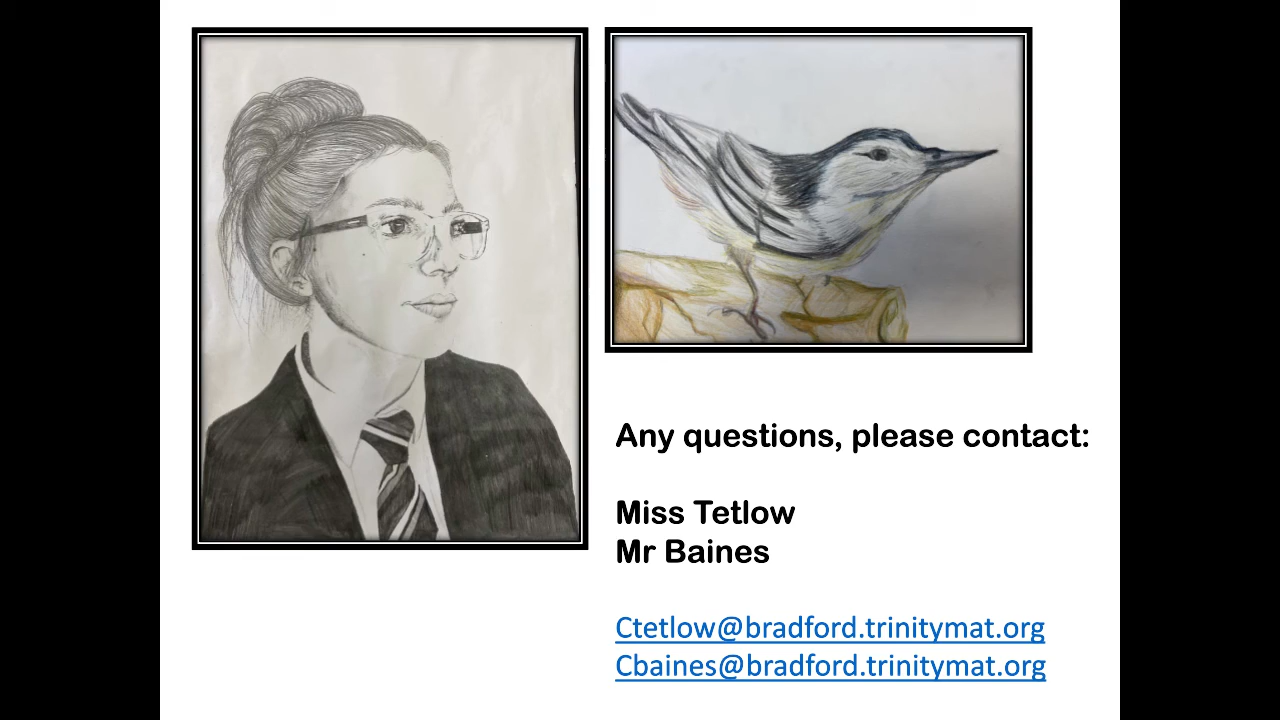 Any questions, please contact:
Miss Tetlow
Mr Baines
Ctetlow@bradford.trinitymat.org
Cbaines@bradford.trinitymat.org